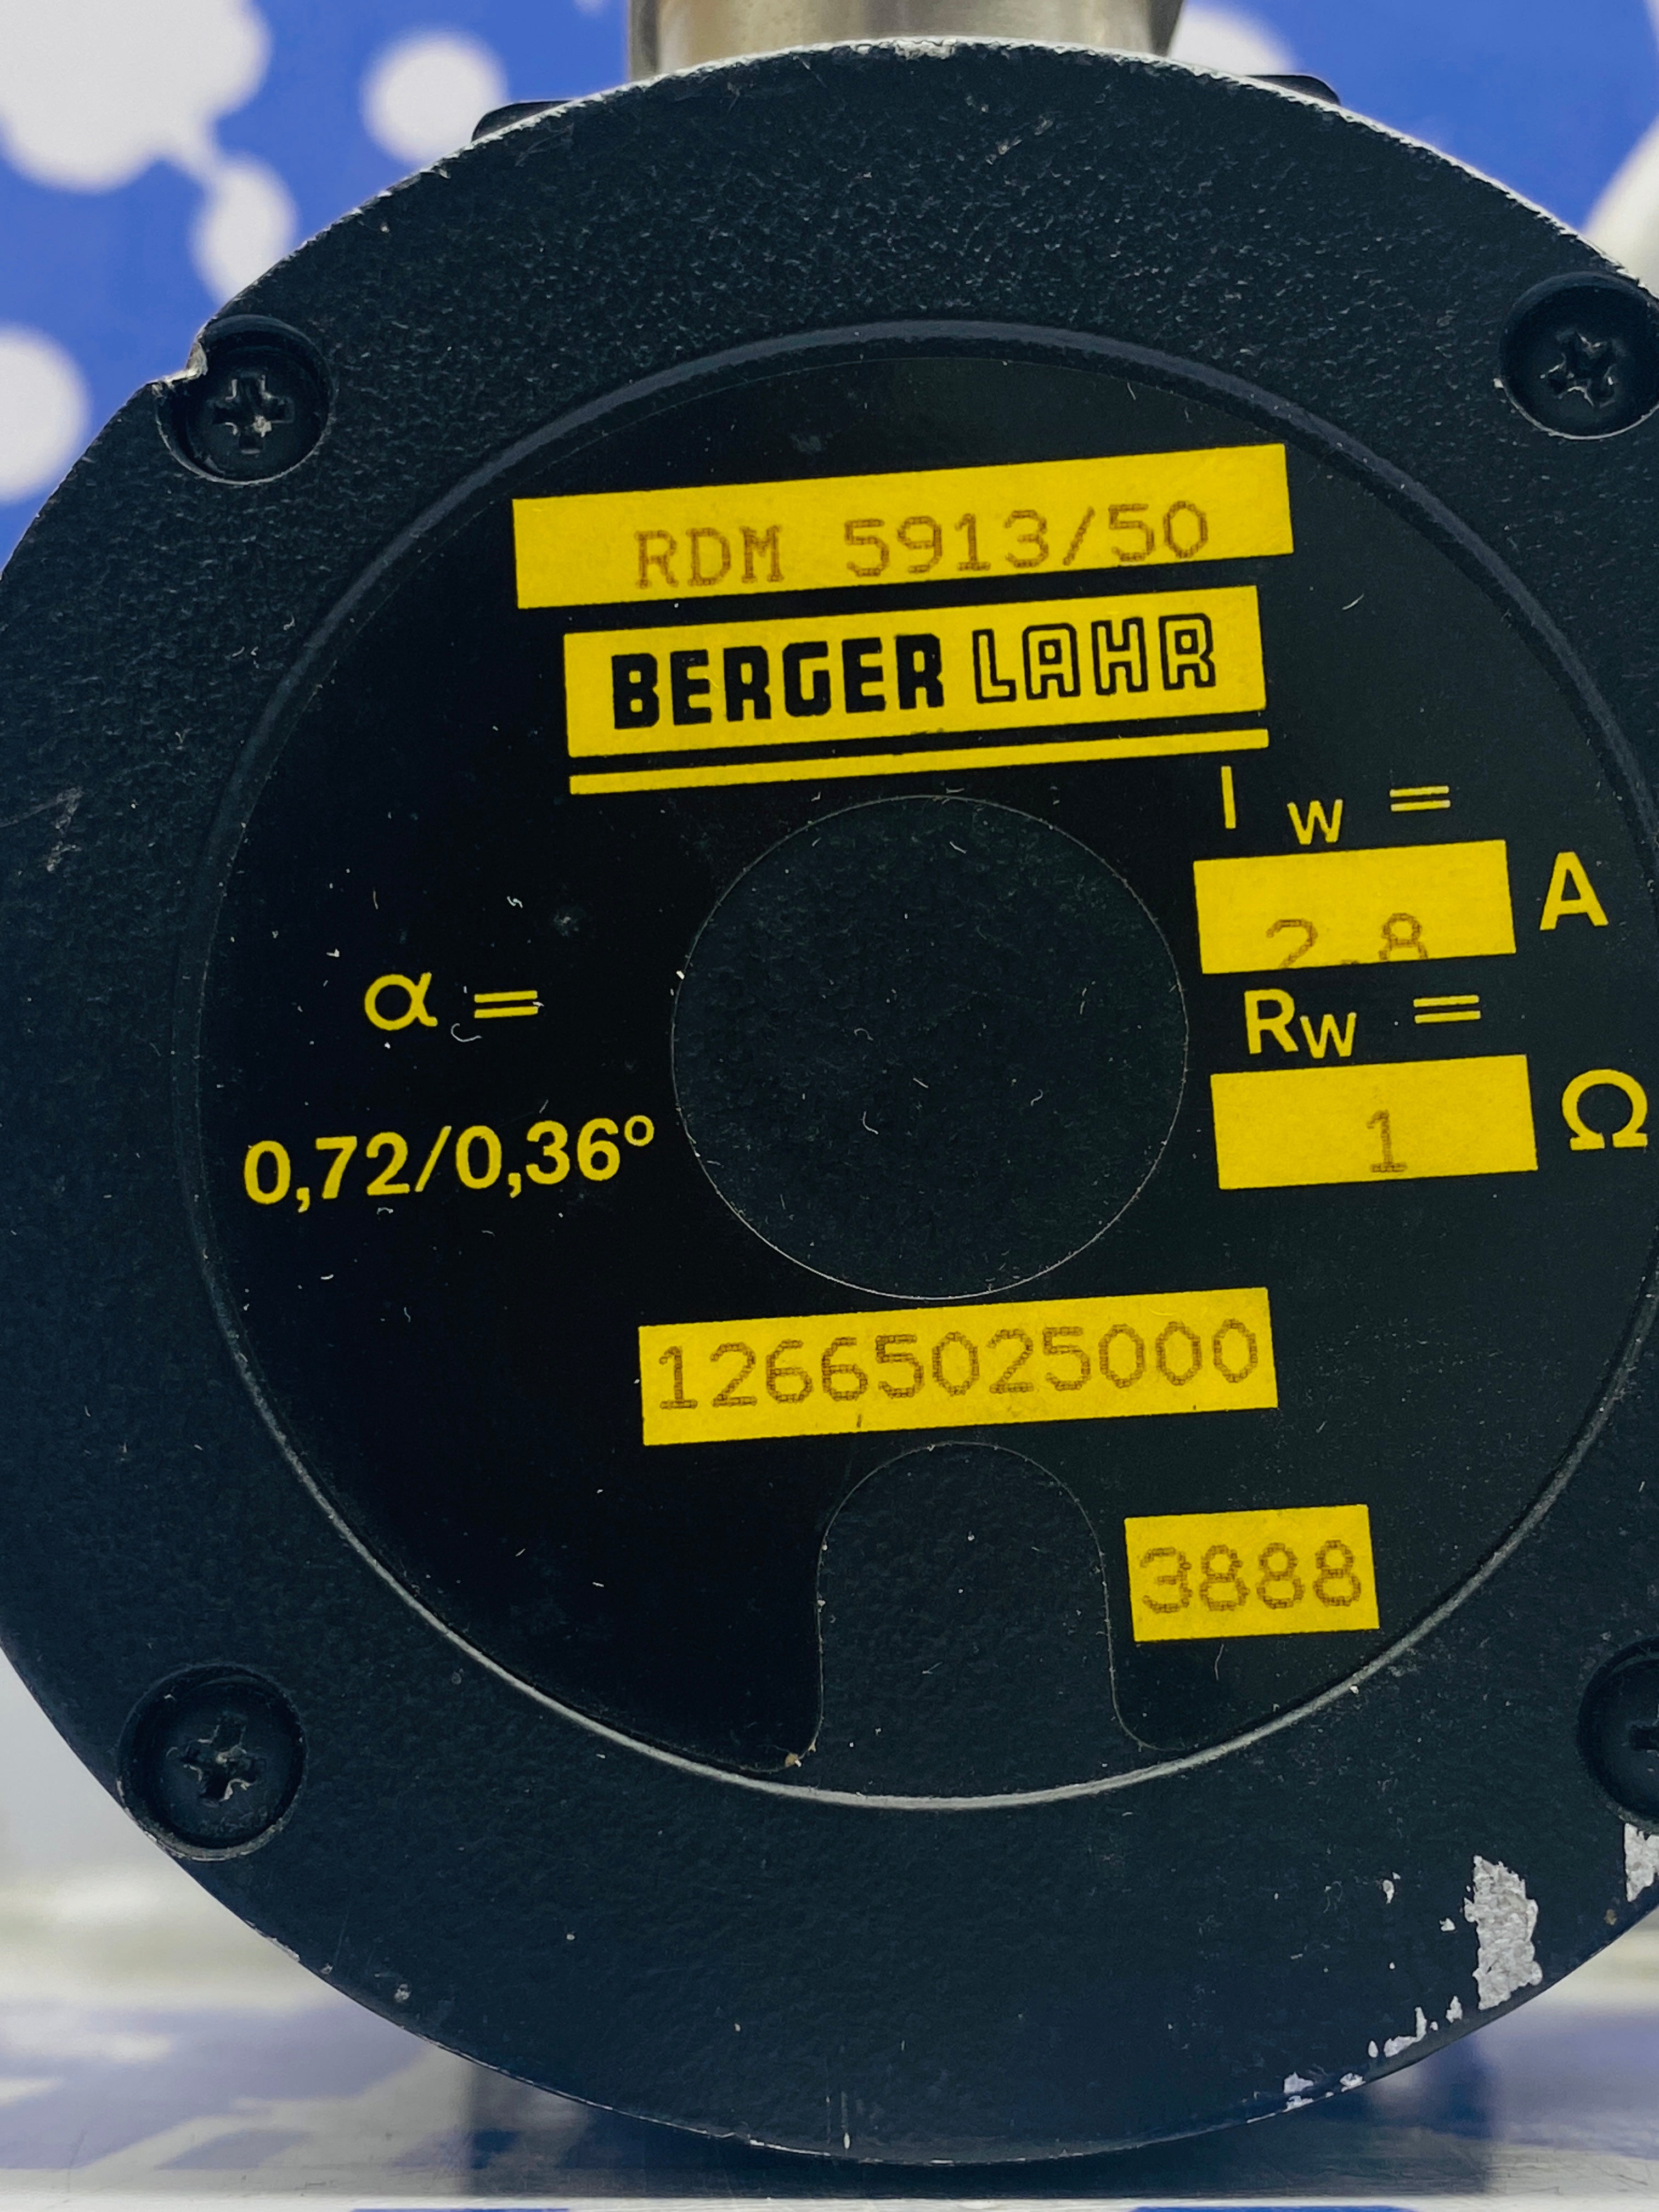 RDM 5913/50
BERGER LAHR
I W =
2.8 A
α =
RW =
0,72/0,36°
1 Ω
12665025000
3888